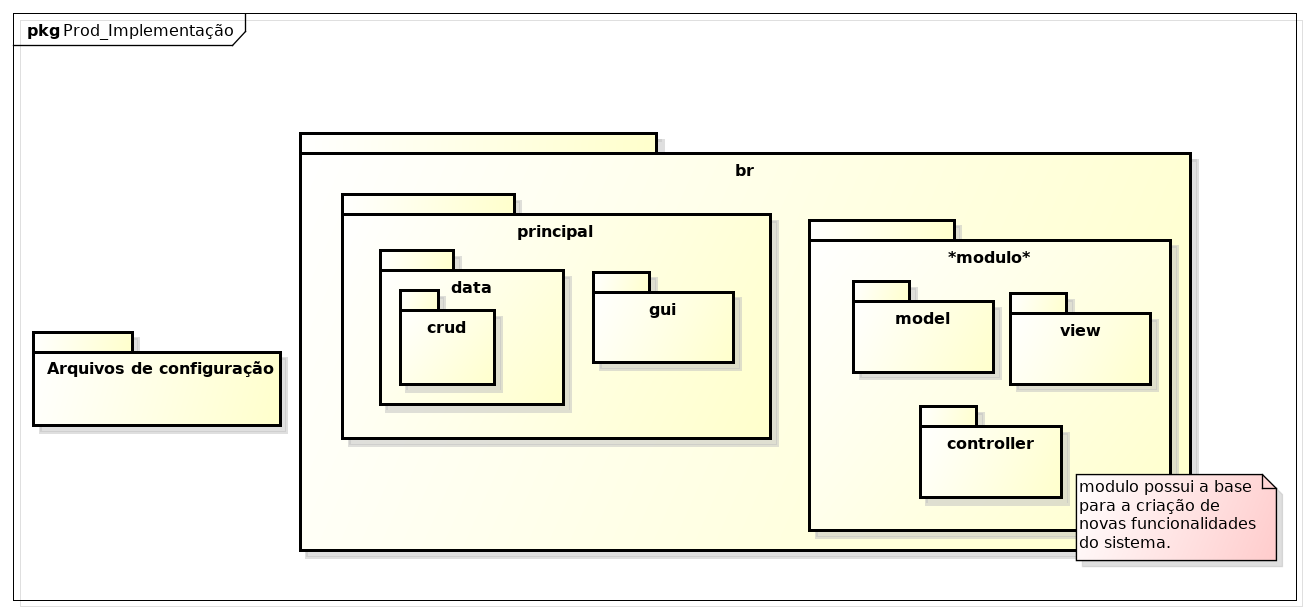 pkg Prod_Implementação
br
principal
*modulo*
data
gui
model
view
crud
Arquivos de configuração
controller
modulo possui a base
para a criação de
novas funcionalidades
do sistema.